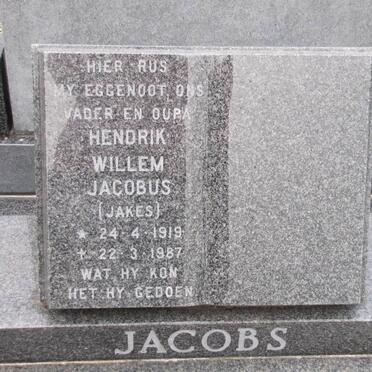 HIER RUS
MY EGGENOOT, ONS
VADER EN OUPA
HENDRIK
WILLEM
JACOBUS
(JAKES)
* 24-4-1919
+ 22-3-1987
WAT HY KON
HET HY GEDOEN
JACOBS